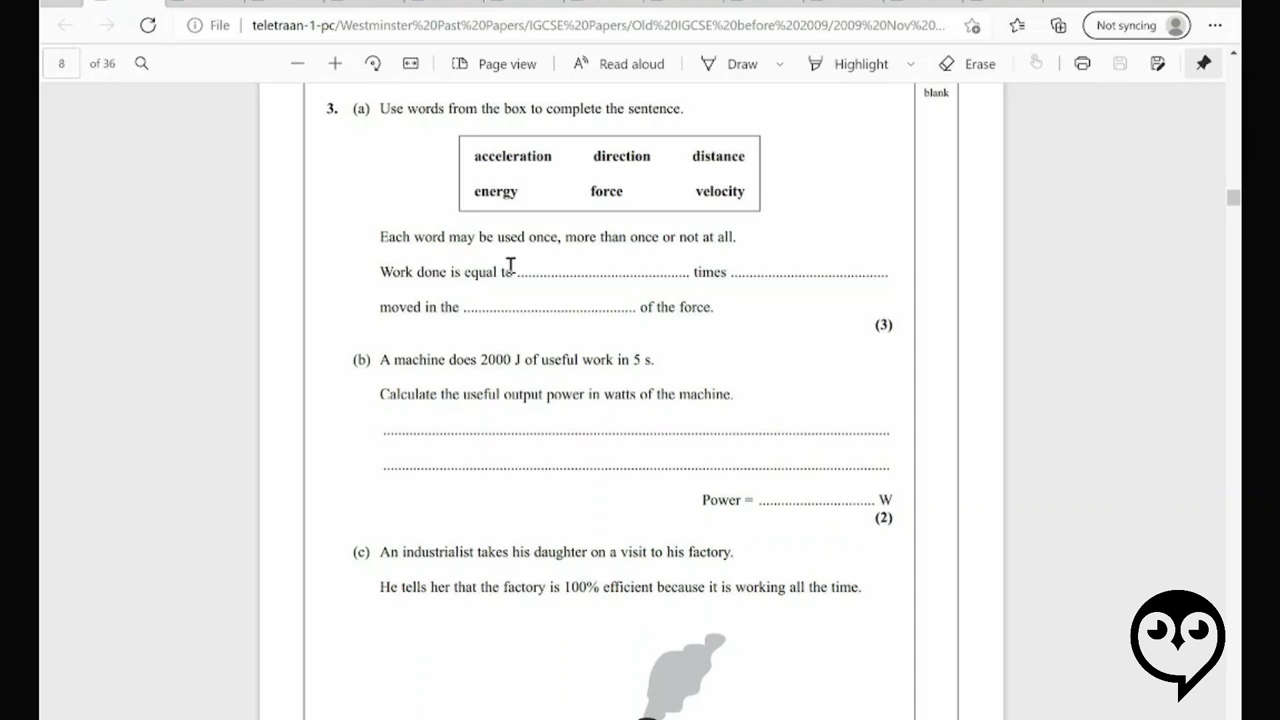 File teletraan-1-pc/Westminster%20Past%20Papers/IGCSE%20Papers/Old%20IGCSE%20before%202009/2009%20Nov%20... Not syncing
8 of 36 Page view Read aloud Draw Highlight Erase
blank
3. (a) Use words from the box to complete the sentence.
acceleration direction distance
energy force velocity
Each word may be used once, more than once or not at all.
Work done is equal to .......................................... times .......................................
moved in the .......................................... of the force.
(3)
(b) A machine does 2000 J of useful work in 5 s.
Calculate the useful output power in watts of the machine.
................................................................................................................................
................................................................................................................................
Power = ............................. W
(2)
(c) An industrialist takes his daughter on a visit to his factory.
He tells her that the factory is 100% efficient because it is working all the time.